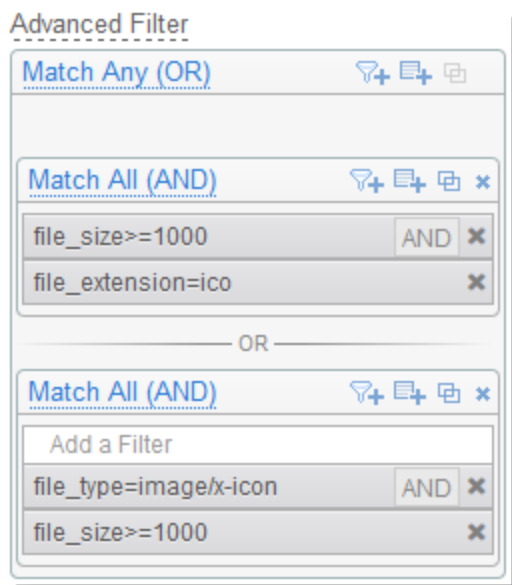 Advanced Filter
Match Any (OR)
Match All (AND)
file_size>=1000 AND
file_extension=ico
OR
Match All (AND)
Add a Filter
file_type=image/x-icon AND
file_size>=1000